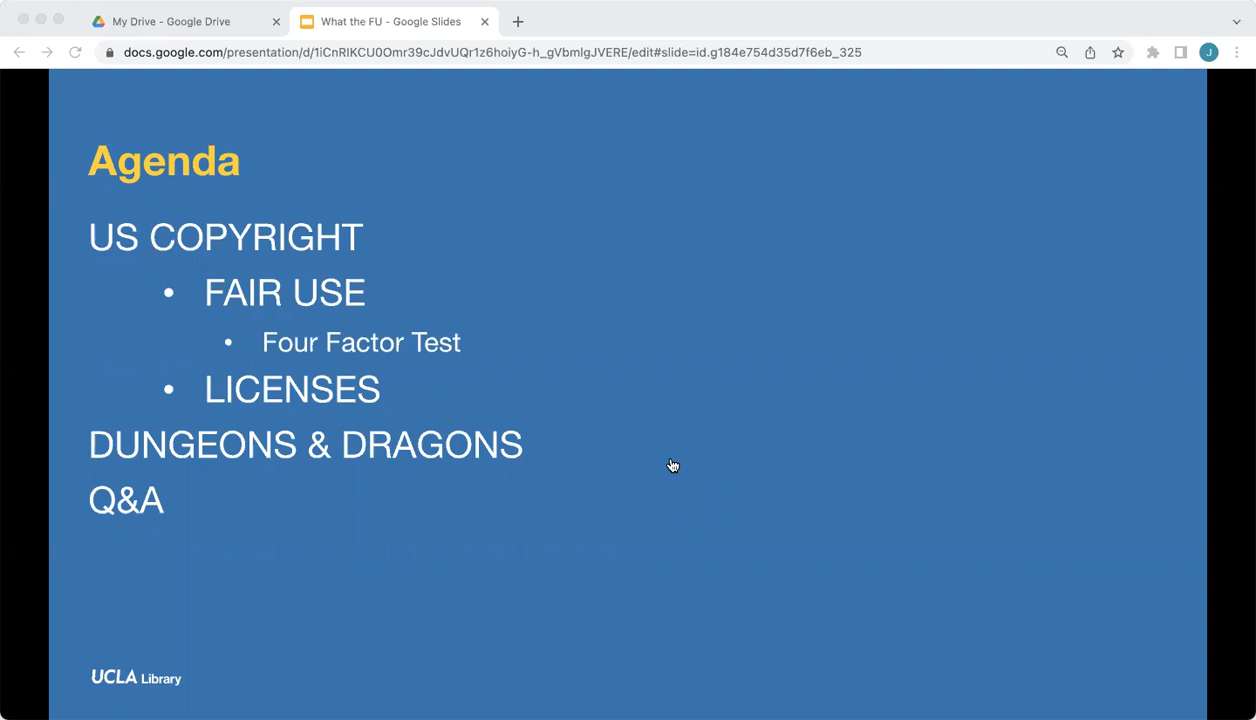 My Drive - Google Drive
What the FU - Google Slides
docs.google.com/presentation/d/1iCnRIKCU0Omr39cJdvUQr1z6hoiyG-h_gVbmlgJVERE/edit#slide=id.g184e754d35d7f6eb_325
J
Agenda
US COPYRIGHT
• FAIR USE
• Four Factor Test
• LICENSES
DUNGEONS & DRAGONS
Q&A
UCLA Library